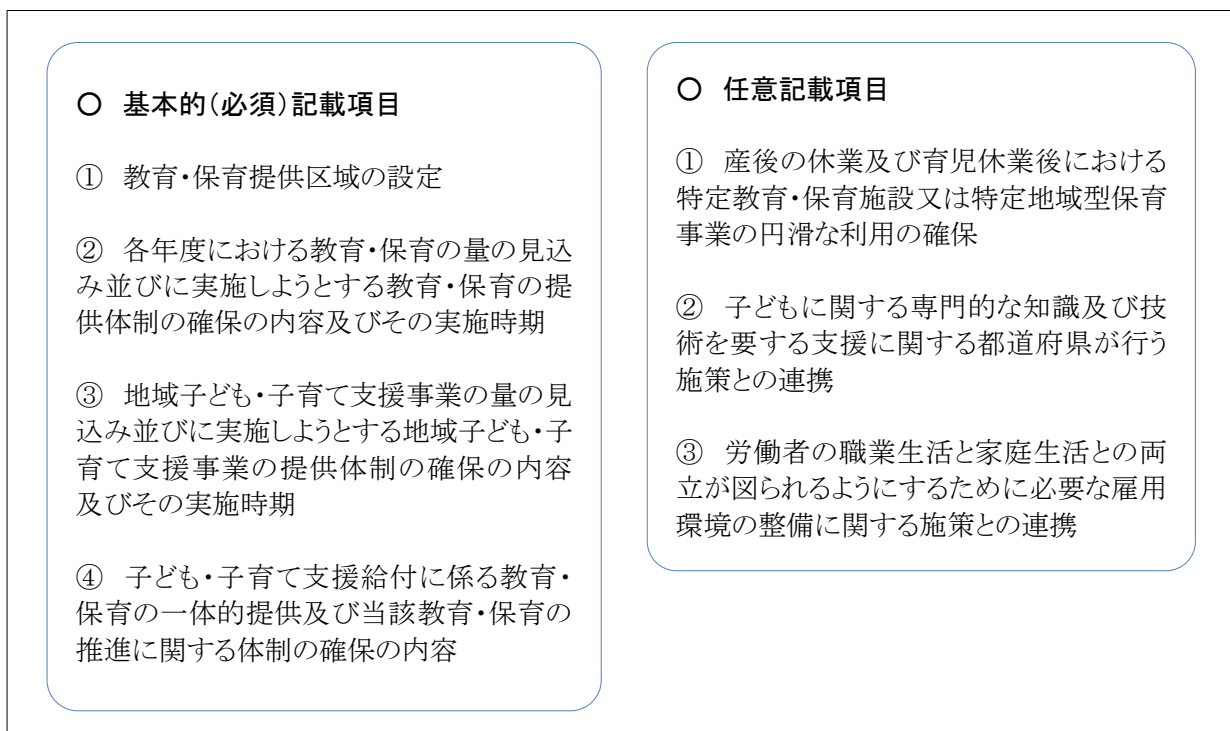 ○ 基本的(必須)記載項目
① 教育・保育提供区域の設定
② 各年度における教育・保育の量の見込
み並びに実施しようとする教育・保育の提
供体制の確保の内容及びその実施時期
③ 地域子ども・子育て支援事業の量の見
込み並びに実施しようとする地域子ども・子
育て支援事業の提供体制の確保の内容
及びその実施時期
④ 子ども・子育て支援給付に係る教育・
保育の一体的提供及び当該教育・保育の
推進に関する体制の確保の内容
○ 任意記載項目
① 産後の休業及び育児休業後における
特定教育・保育施設又は特定地域型保育
事業の円滑な利用の確保
② 子どもに関する専門的な知識及び技
術を要する支援に関する都道府県が行う
施策との連携
③ 労働者の職業生活と家庭生活との両
立が図られるようにするために必要な雇用
環境の整備に関する施策との連携